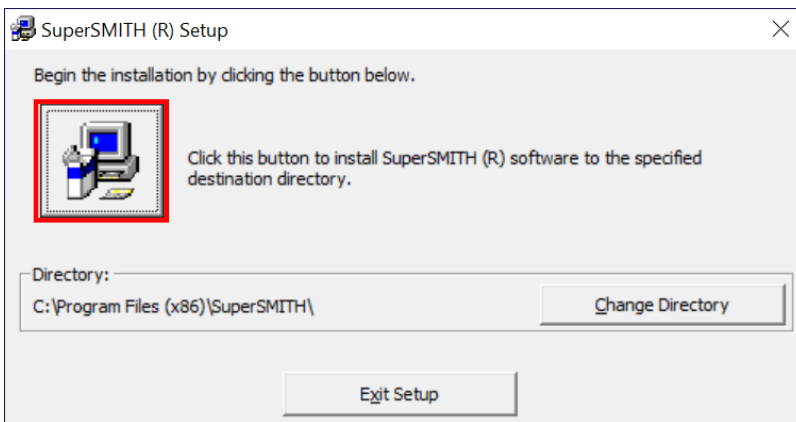 SuperSMITH (R) Setup
Begin the installation by clicking the button below.
Click this button to install SuperSMITH (R) software to the specified
destination directory.
Directory:
C:\Program Files (x86)\SuperSMITH\
Change Directory
Exit Setup